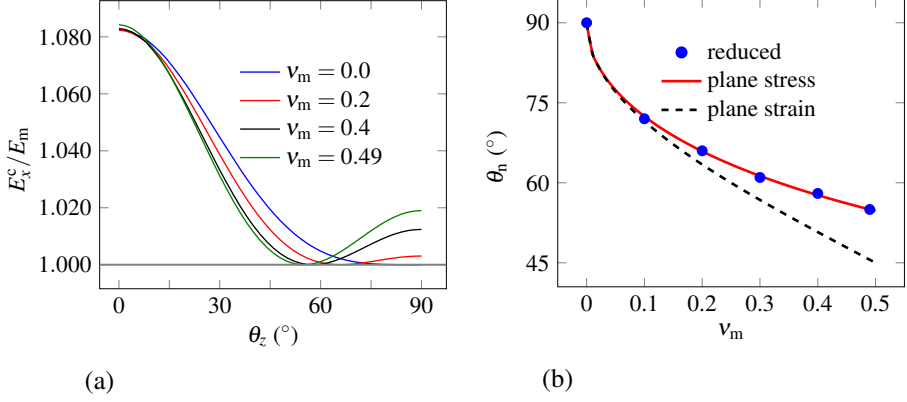 1.080
1.060
1.040
1.020
1.000
E_x^c/E_m
0
30
60
90
θ_z (°)
ν_m = 0.0
ν_m = 0.2
ν_m = 0.4
ν_m = 0.49
(a)
90
75
60
45
θ_n (°)
0
0.1
0.2
0.3
0.4
0.5
ν_m
reduced
plane stress
plane strain
(b)